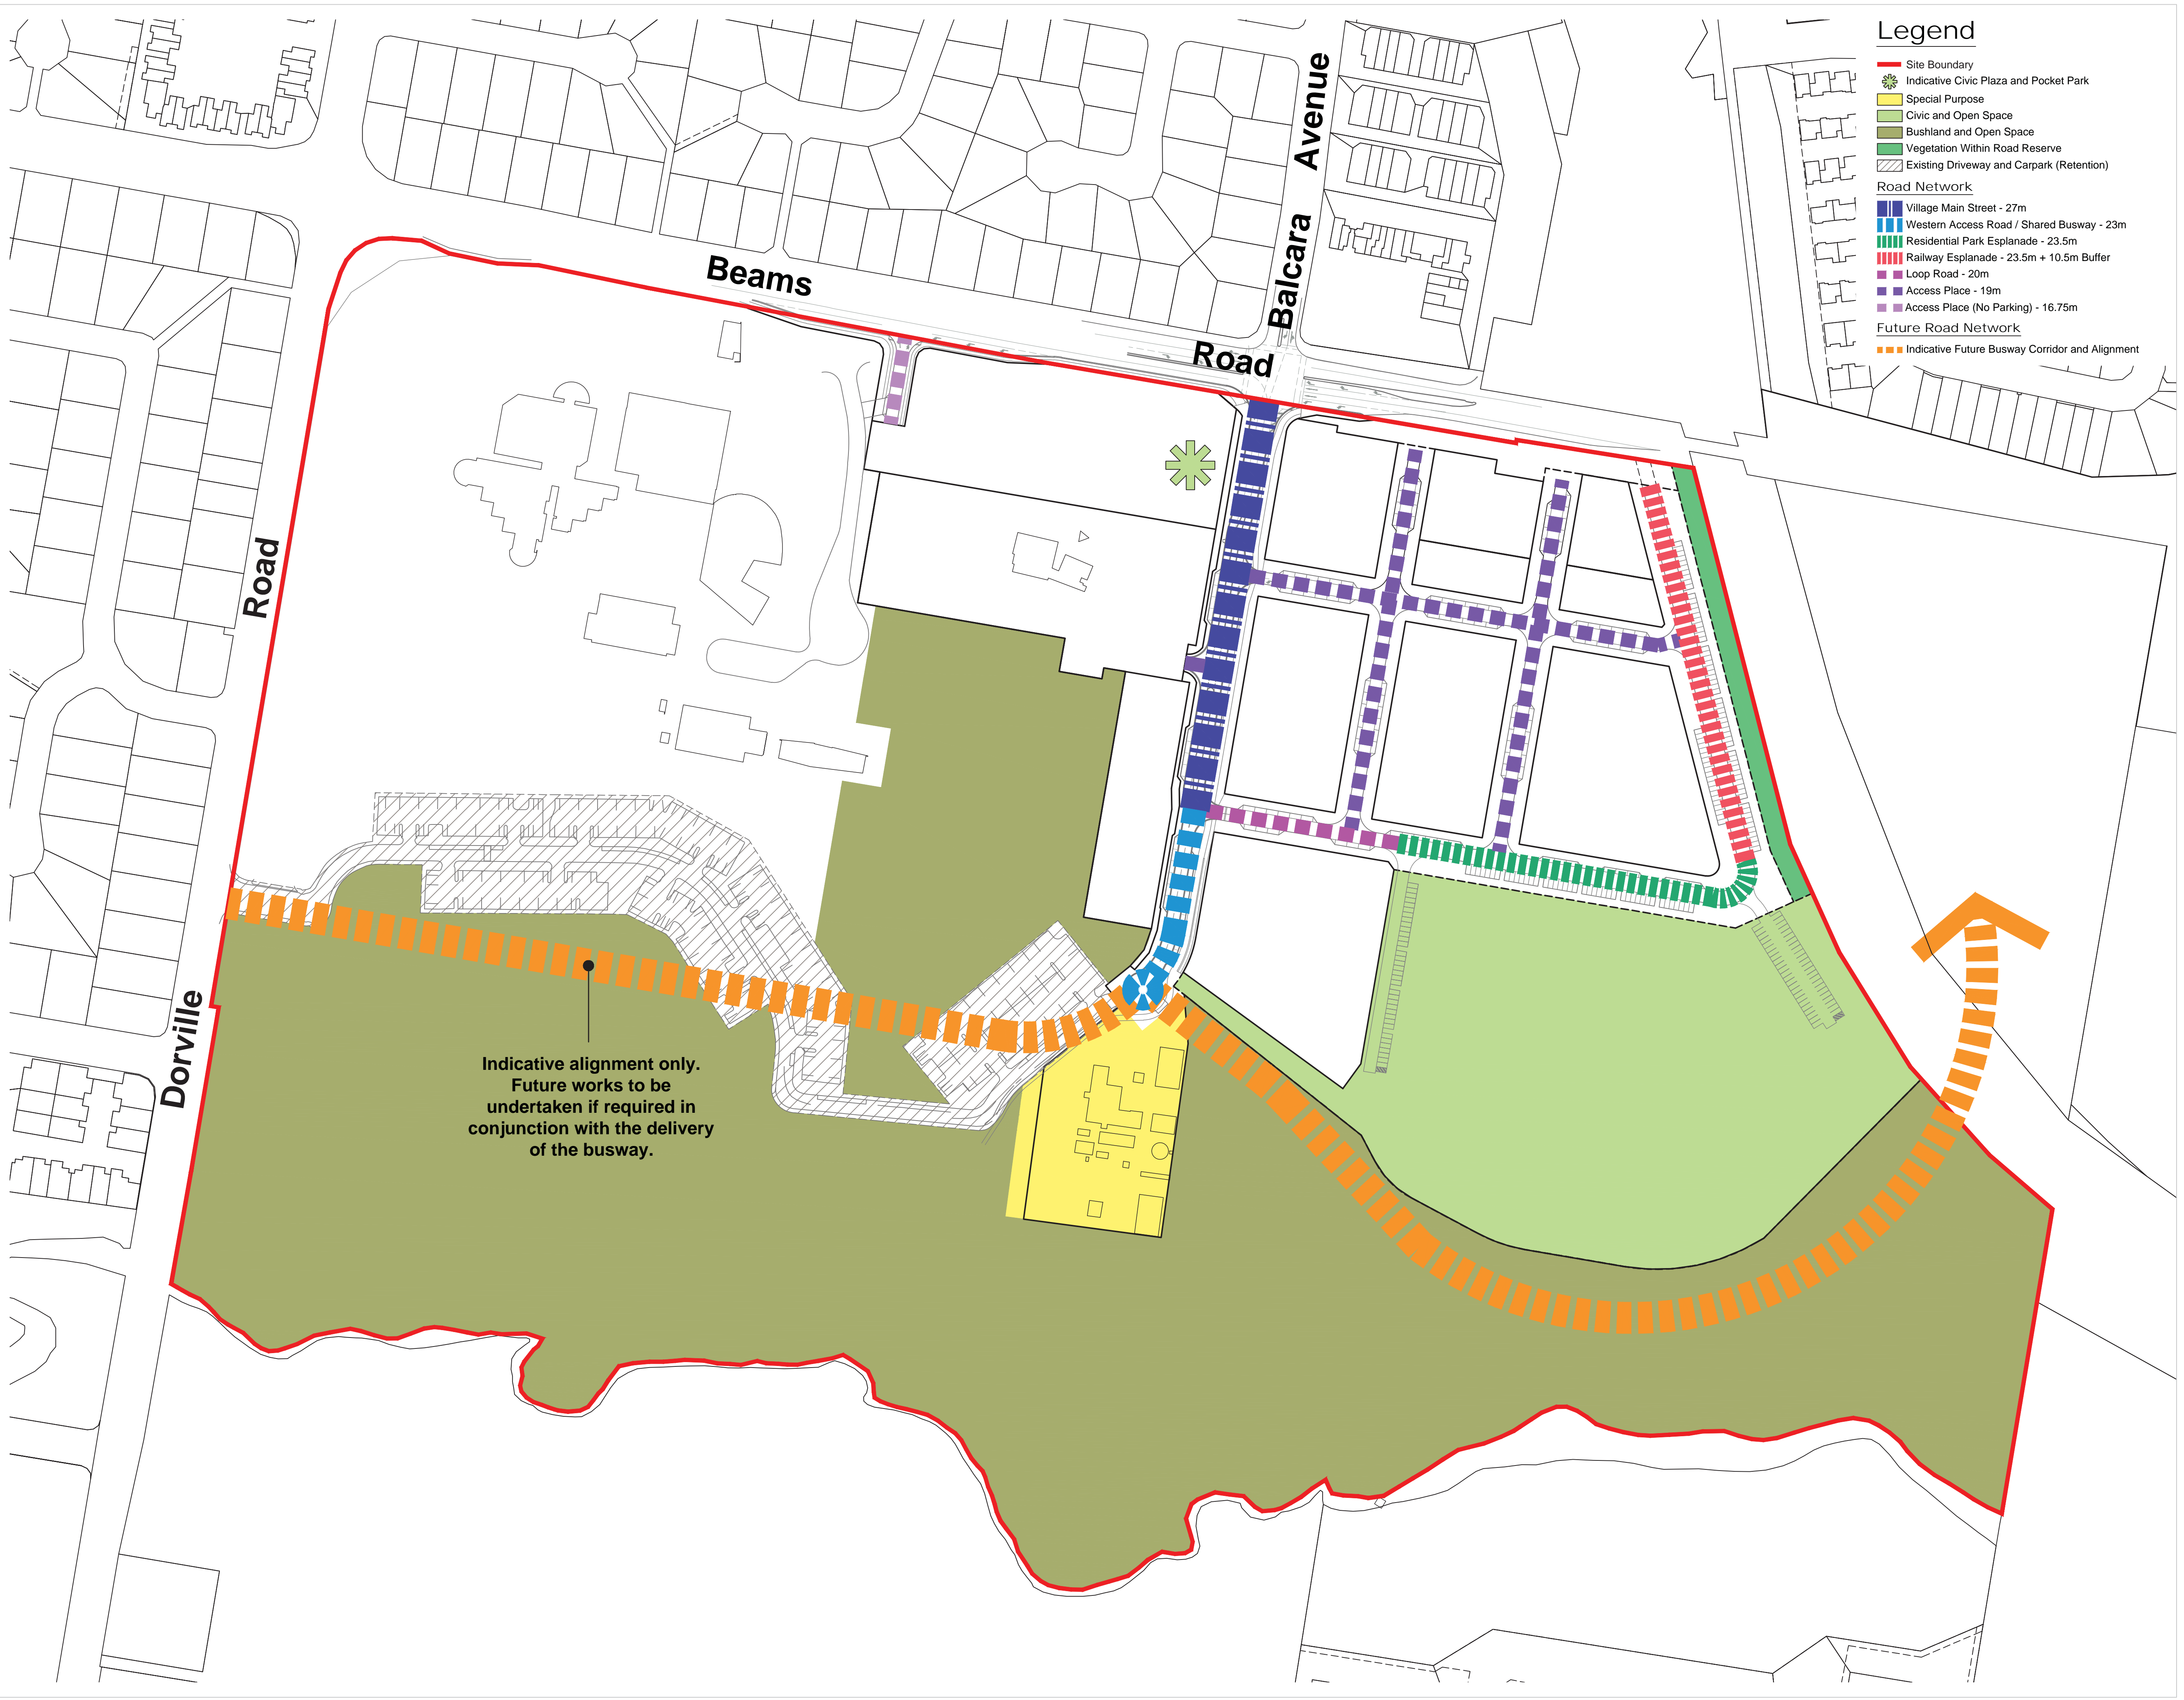 Legend
Site Boundary
Indicative Civic Plaza and Pocket Park
Special Purpose
Civic and Open Space
Bushland and Open Space
Vegetation Within Road Reserve
Existing Driveway and Carpark (Retention)
Road Network
Village Main Street - 27m
Western Access Road / Shared Busway - 23m
Residential Park Esplanade - 23.5m
Railway Esplanade - 23.5m + 10.5m Buffer
Loop Road - 20m
Access Place - 19m
Access Place (No Parking) - 16.75m
Future Road Network
Indicative Future Busway Corridor and Alignment
Balcara Avenue
Beams Road
Dorville Road
Indicative alignment only.
Future works to be
undertaken if required in
conjunction with the delivery
of the busway.